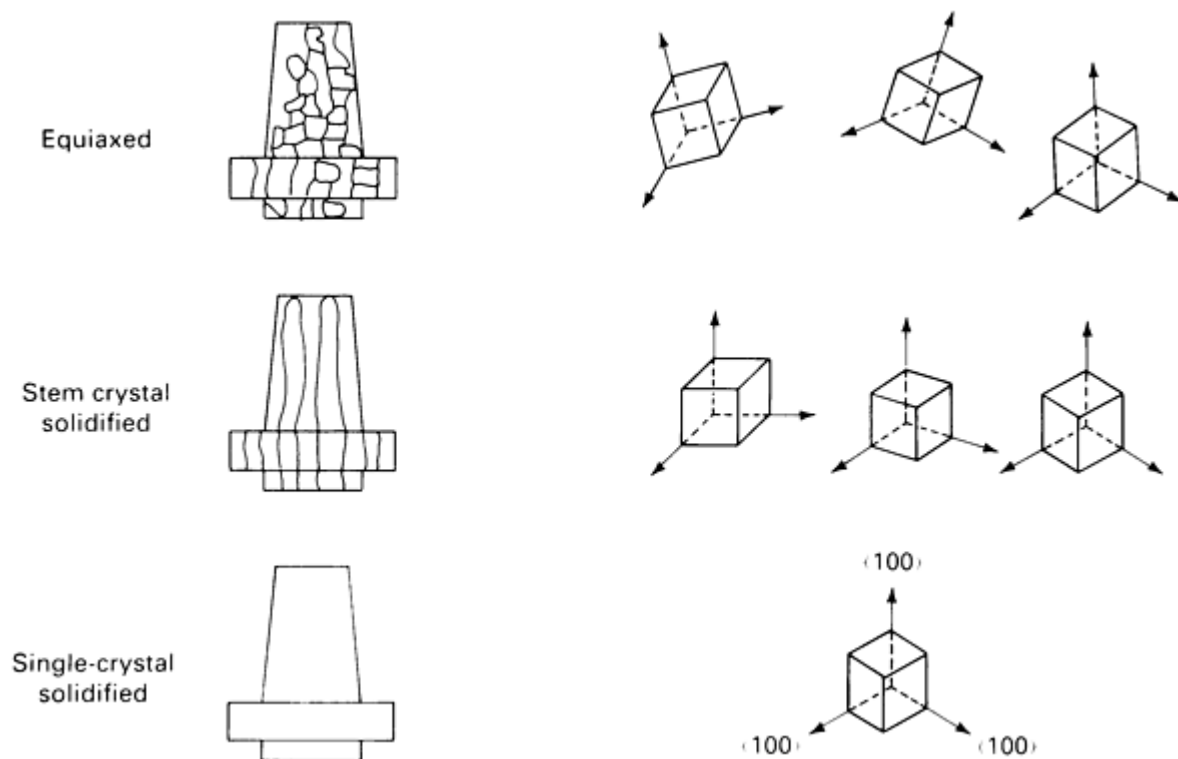 Equiaxed
Stem crystal
solidified
Single-crystal
solidified
⟨100⟩
⟨100⟩
⟨100⟩